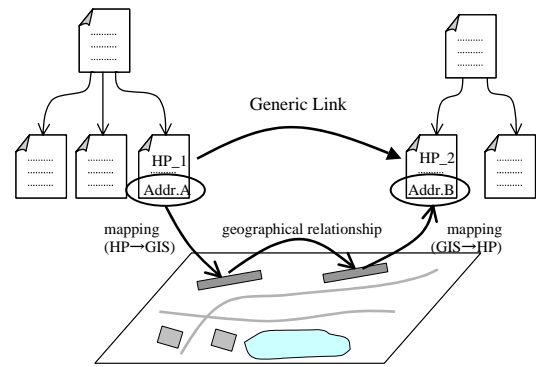 Generic Link
HP_1
Addr.A
HP_2
Addr.B
mapping
(HP→GIS)
geographical relationship
mapping
(GIS→HP)